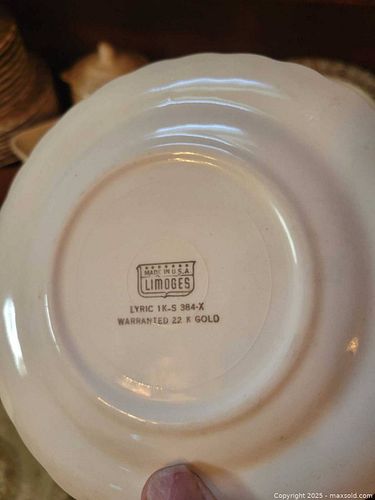 MADE IN U.S.A.
LIMOGES
LYRIC 1K-S 384-X
WARRANTED 22 K GOLD
Copyright 2025 - maxsold.com